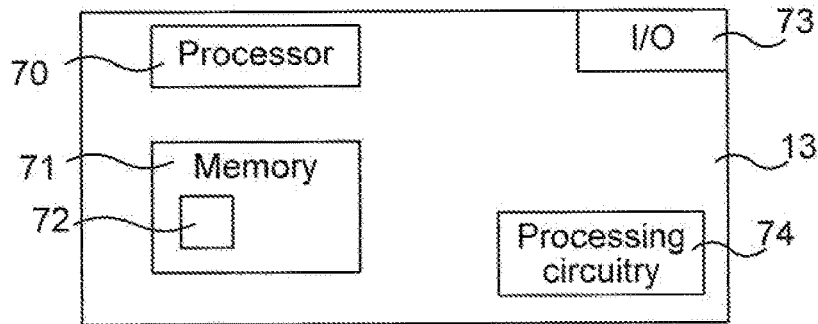 Processor
I/O
73
70
71
Memory
13
72
Processing
circuitry
74